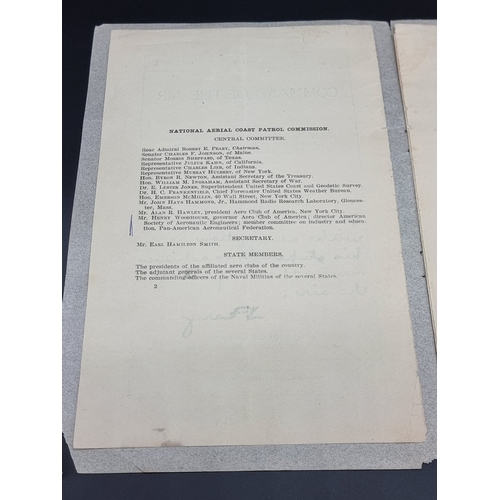 NATIONAL AERIAL COAST PATROL COMMISSION.
CENTRAL COMMITTEE.
Rear Admiral ROBERT E. PEARY, Chairman.
Senator CHARLES F. JOHNSON, of Maine.
Senator MORRIS SHEPPARD, of Texas.
Representative JULIUS KAHN, of California.
Representative CHARLES LIEB, of Indiana.
Representative MURRAY HULBERT, of New York.
Hon. BYRON R. NEWTON, Assistant Secretary of the Treasury.
Hon. WILLIAM M. INGRAHAM, Assistant Secretary of War.
Dr. E. LESTER JONES, Superintendent United States Coast and Geodetic Survey.
Dr. H. C. FRANKENFIELD, Chief Forecaster United States Weather Bureau.
Hon. EMERSON MCMILLIN, 40 Wall Street, New York City.
Mr. JOHN HAYS HAMMOND, Jr., Hammond Radio Research Laboratory, Glouces-
ter, Mass.
Mr. ALAN R. HAWLEY, president Aero Club of America, New York City.
Mr. HENRY WOODHOUSE, governor Aero Club of America; director American
Society of Aeronautic Engineers; member committee on industry and educa-
tion, Pan-American Aeronautical Federation.
SECRETARY.
Mr. EARL HAMILTON SMITH.
STATE MEMBERS.
The presidents of the affiliated aero clubs of the country.
The adjutant generals of the several States.
The commanding officers of the Naval Militias of the several States.
2